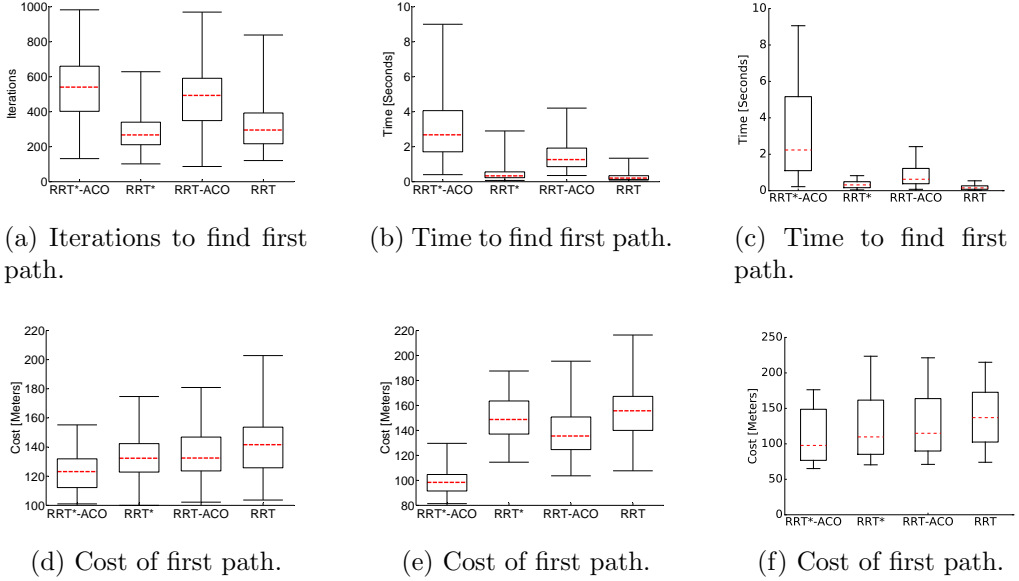 1000
800
600
400
200
0
Iterations
RRT*-ACO RRT* RRT-ACO RRT
10
8
6
4
2
0
Time [Seconds]
RRT*-ACO RRT* RRT-ACO RRT
10
8
6
4
2
0
Time [Seconds]
RRT*-ACO RRT* RRT-ACO RRT
(a) Iterations to find first
path.
(b) Time to find first path.
(c) Time to find first
path.
220
200
180
160
140
120
100
Cost [Meters]
RRT*-ACO RRT* RRT-ACO RRT
220
200
180
160
140
120
100
80
Cost [Meters]
RRT*-ACO RRT* RRT-ACO RRT
250
200
150
100
50
0
Cost [Meters]
RRT*-ACO RRT* RRT-ACO RRT
(d) Cost of first path.
(e) Cost of first path.
(f) Cost of first path.